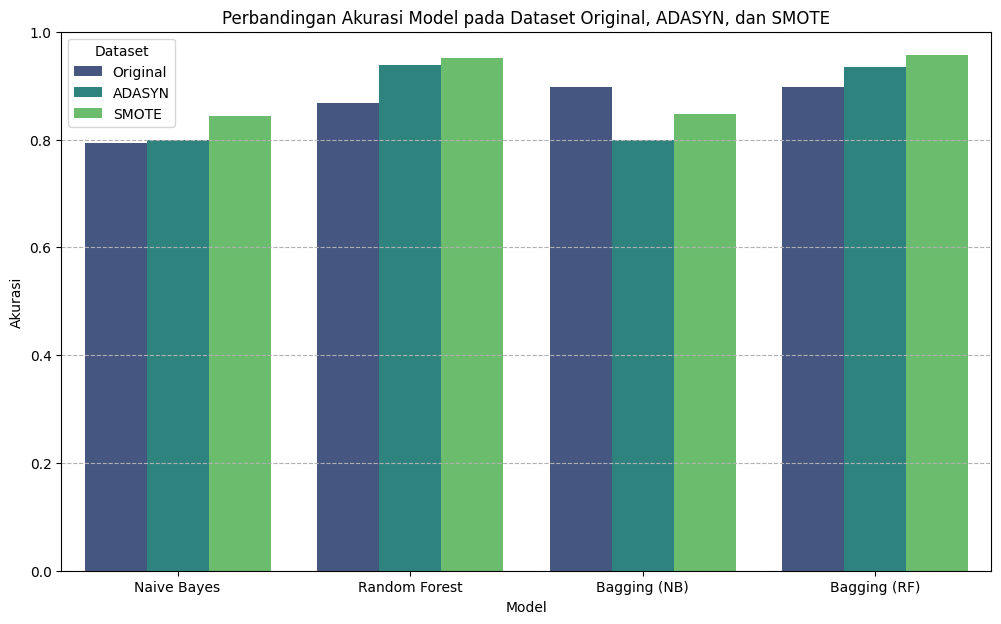 Perbandingan Akurasi Model pada Dataset Original, ADASYN, dan SMOTE
Dataset
Original
ADASYN
SMOTE
Akurasi
1.0
0.8
0.6
0.4
0.2
0.0
Naive Bayes
Random Forest
Bagging (NB)
Bagging (RF)
Model